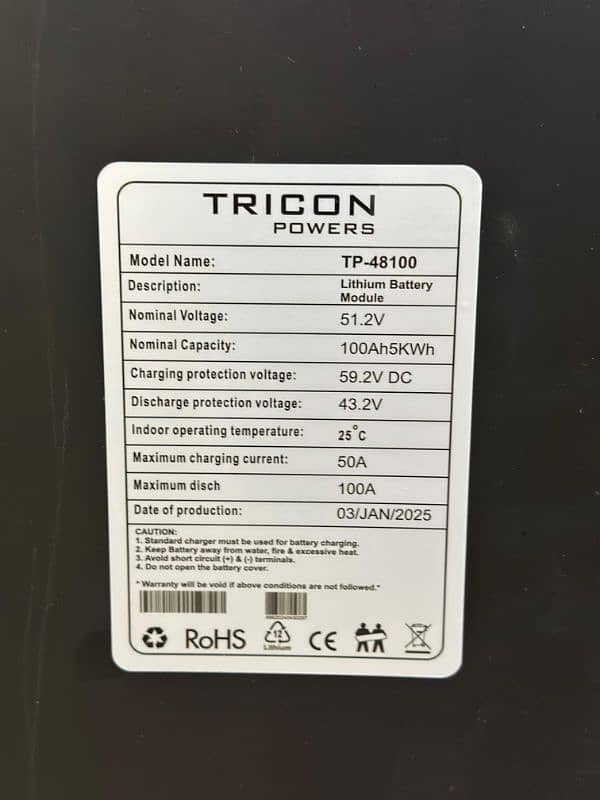 TRICON
POWERS
Model Name: TP-48100
Description: Lithium Battery
Module
Nominal Voltage: 51.2V
Nominal Capacity: 100Ah5KWh
Charging protection voltage: 59.2V DC
Discharge protection voltage: 43.2V
Indoor operating temperature: 25°C
Maximum charging current: 50A
Maximum disch 100A
Date of production: 03/JAN/2025
CAUTION:
1. Standard charger must be used for battery charging.
2. Keep Battery away from water, fire & excessive heat.
3. Avoid short circuit (+) & (-) terminals.
4. Do not open the battery cover.
* Warranty will be void if above conditions are not followed.*
RoHS
12
Lithium
CE